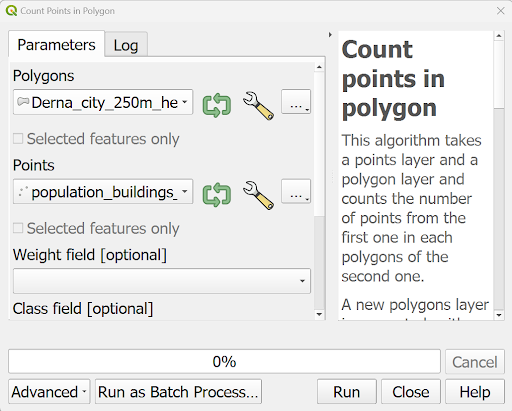 Count Points in Polygon
Parameters
Log
Polygons
Derna_city_250m_he
...
Selected features only
Points
population_buildings_
...
Selected features only
Weight field [optional]
Class field [optional]
Count
points in
polygon
This algorithm takes
a points layer and a
polygon layer and
counts the number
of points from the
first one in each
polygons of the
second one.
A new polygons layer
0%
Cancel
Advanced
Run as Batch Process...
Run
Close
Help